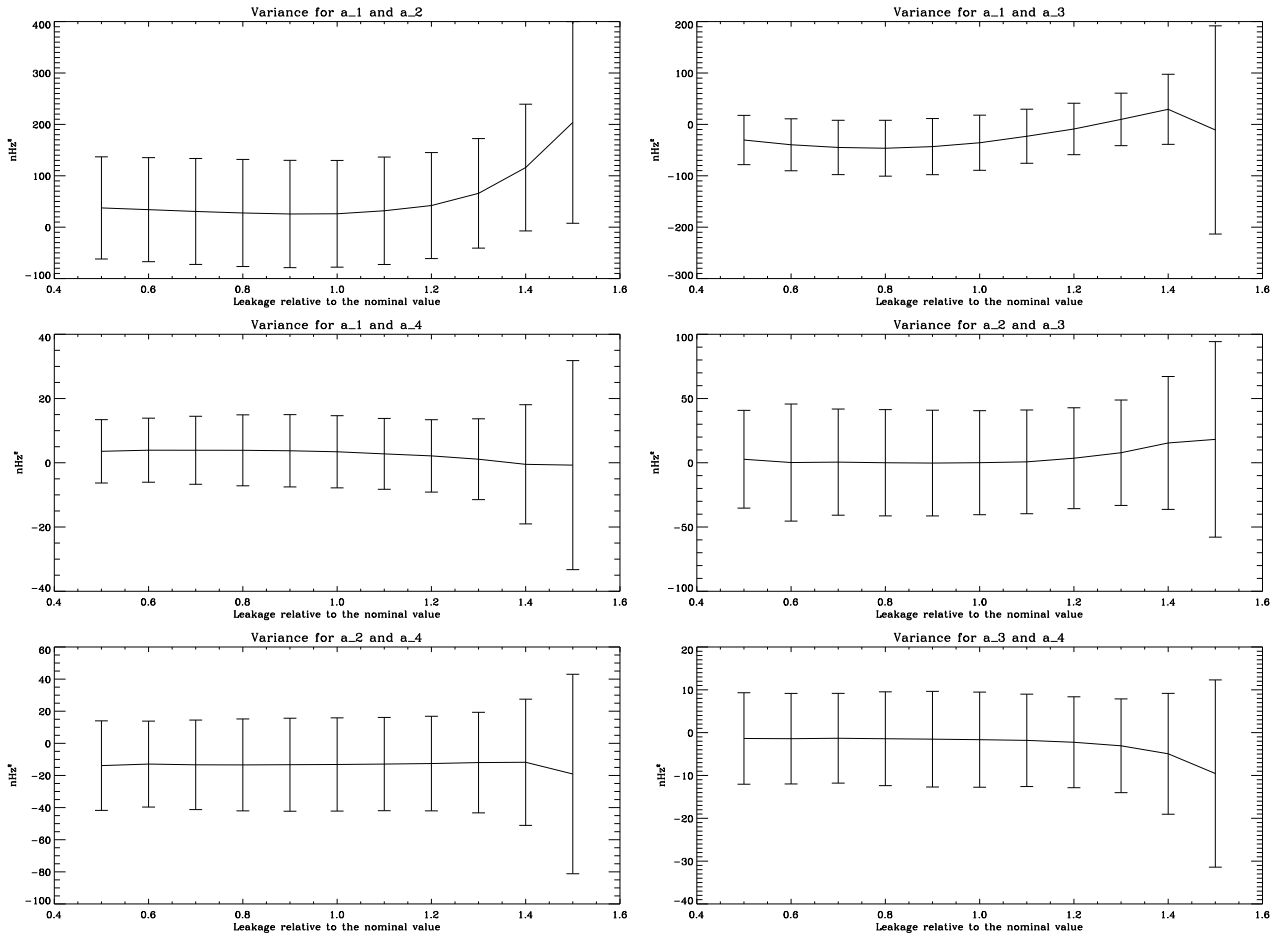 Variance for a_1 and a_2
400
300
200
100
0
-100
nHz²
0.4 0.6 0.8 1.0 1.2 1.4 1.6
Leakage relative to the nominal value
Variance for a_1 and a_3
200
100
0
-100
-200
-300
nHz²
0.4 0.6 0.8 1.0 1.2 1.4 1.6
Leakage relative to the nominal value
Variance for a_1 and a_4
40
20
0
-20
-40
nHz²
0.4 0.6 0.8 1.0 1.2 1.4 1.6
Leakage relative to the nominal value
Variance for a_2 and a_3
100
50
0
-50
-100
nHz²
0.4 0.6 0.8 1.0 1.2 1.4 1.6
Leakage relative to the nominal value
Variance for a_2 and a_4
60
40
20
0
-20
-40
-60
-80
-100
nHz²
0.4 0.6 0.8 1.0 1.2 1.4 1.6
Leakage relative to the nominal value
Variance for a_3 and a_4
20
10
0
-10
-20
-30
-40
nHz²
0.4 0.6 0.8 1.0 1.2 1.4 1.6
Leakage relative to the nominal value